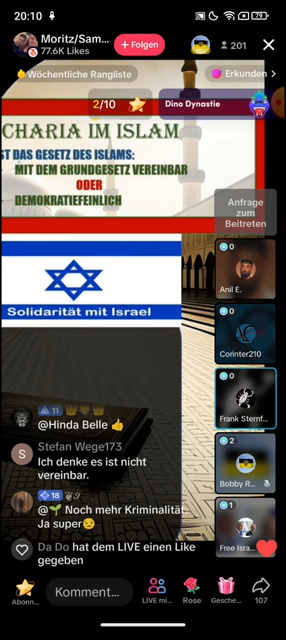 20:10
79
Moritz/Sam...
77.6K Likes
+ Folgen
201
Wöchentliche Rangliste
Erkunden >
2/10
Dino Dynastie
CHARIA IM ISLAM
ST DAS GESETZ DES ISLAMS:
MIT DEM GRUNDGESETZ VEREINBAR
ODER
DEMOKRATIEFEINLICH
Anfrage
zum
Beitreten
0
Anil E.
Solidarität mit Israel
0
Corinter210
0
Frank Sternf...
11
@Hinda Belle 👍
S
Stefan Wege173
Ich denke es ist nicht
vereinbar.
2
Bobby R...
18
@🌱 Noch mehr Kriminalität
Ja super😒
1
Free Isra...
Da Do hat dem LIVE einen Like
gegeben
Kommentar...
Abonn...
LIVE mi...
Rose
Gesche...
107